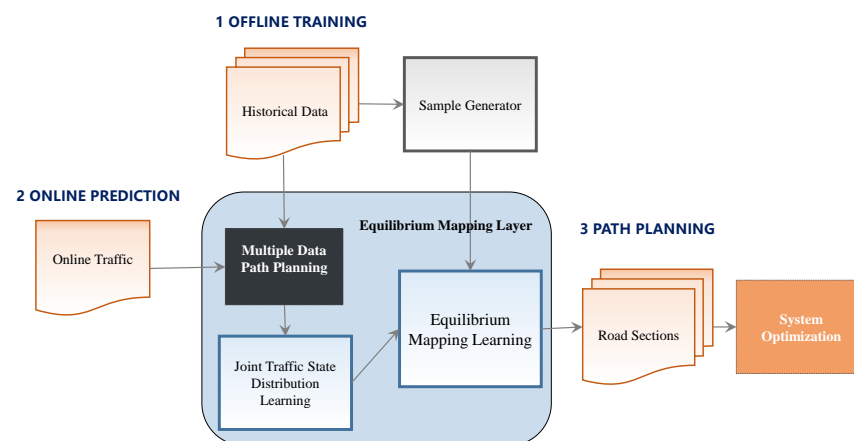 1 OFFLINE TRAINING
Historical Data
Sample Generator
2 ONLINE PREDICTION
Online Traffic
Equilibrium Mapping Layer
Multiple Data
Path Planning
3 PATH PLANNING
Equilibrium
Mapping Learning
Road Sections
System
Optimization
Joint Traffic State
Distribution
Learning